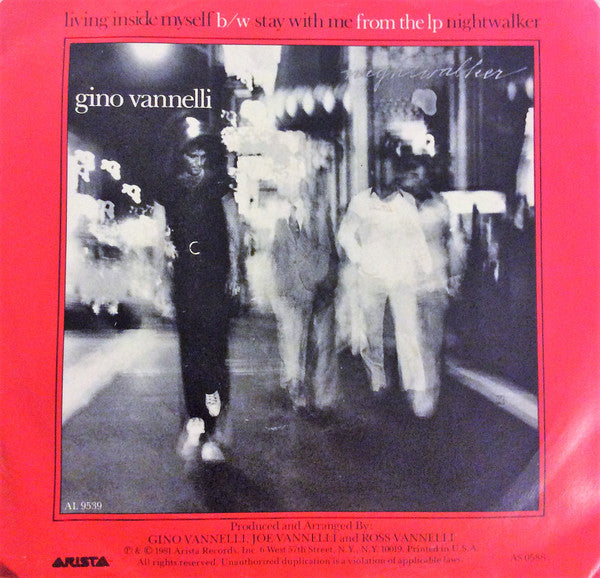 living inside myself b/w stay with me from the lp nightwalker
nightwalker
gino vannelli
AL 9539
Produced and Arranged By:
GINO VANNELLI, JOE VANNELLI and ROSS VANNELLI
℗ & © 1981 Arista Records, Inc. 6 West 57th Street, N.Y., N.Y. 10019. Printed in U.S.A.
All rights reserved. Unauthorized duplication is a violation of applicable laws.
ARISTA
AS 0588